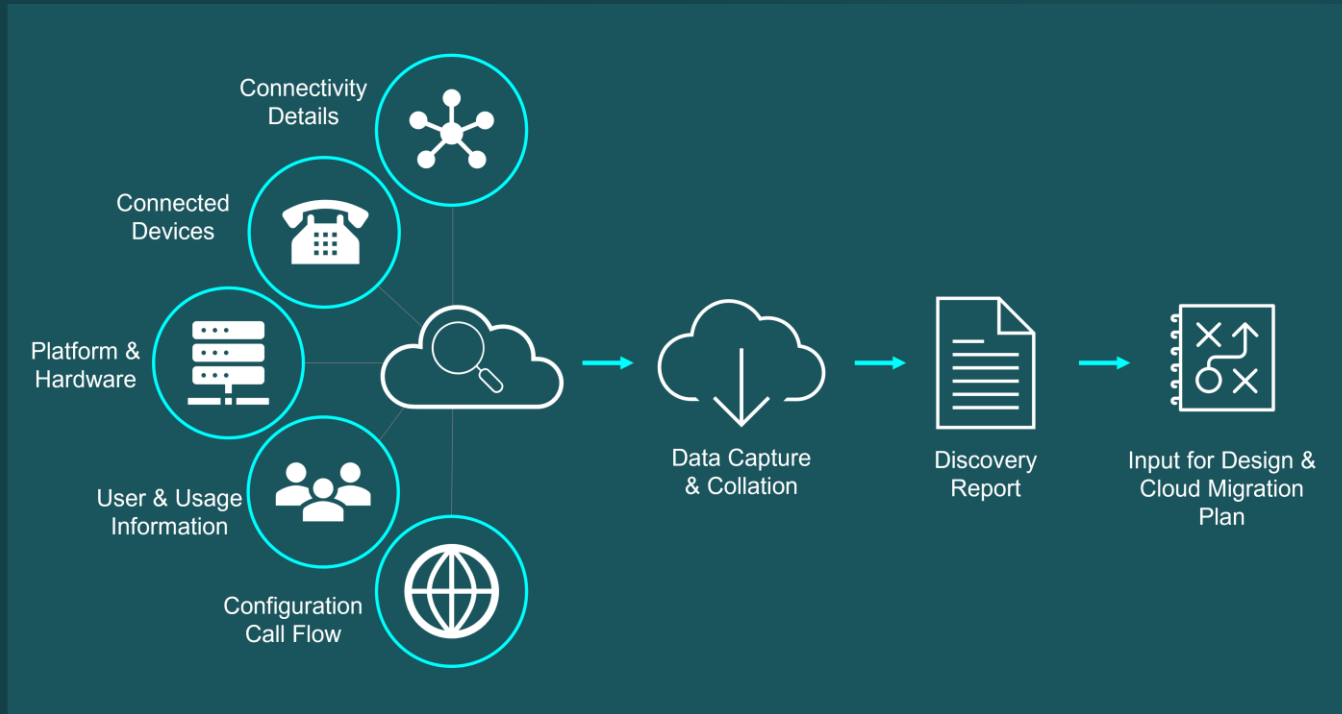 Connectivity
Details
Connected
Devices
Platform &
Hardware
User & Usage
Information
Configuration
Call Flow
Data Capture
& Collation
Discovery
Report
Input for Design &
Cloud Migration
Plan